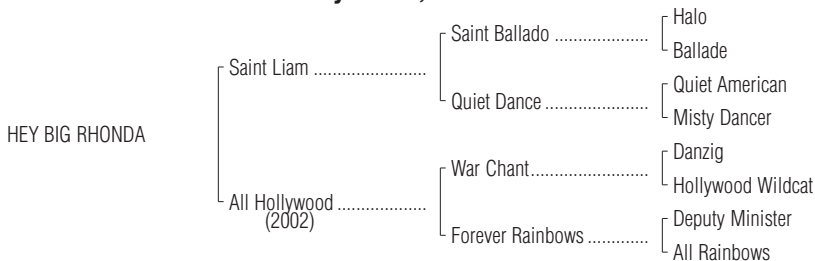 Halo
Saint Ballado ....................
Ballade
Saint Liam ........................
Quiet American
Quiet Dance ......................
Misty Dancer
HEY BIG RHONDA
Danzig
War Chant.........................
Hollywood Wildcat
All Hollywood ...................
(2002)
Deputy Minister
Forever Rainbows .............
All Rainbows